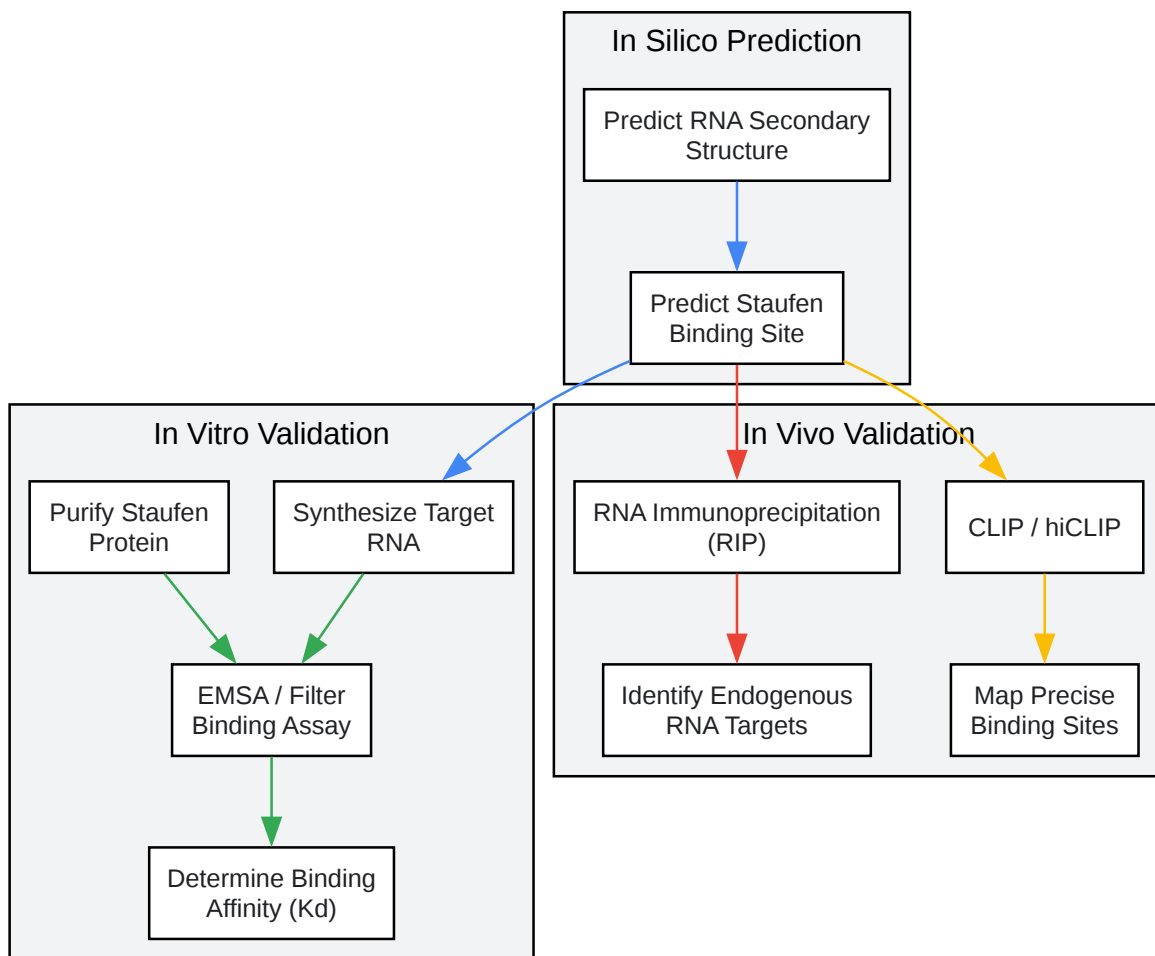 In Silico Prediction
Predict RNA Secondary
Structure
Predict Staufen
Binding Site
In Vitro Validation
Purify Staufen
Protein
Synthesize Target
RNA
EMSA / Filter
Binding Assay
Determine Binding
Affinity (Kd)
In Vivo Validation
RNA Immunoprecipitation
(RIP)
CLIP / hiCLIP
Identify Endogenous
RNA Targets
Map Precise
Binding Sites